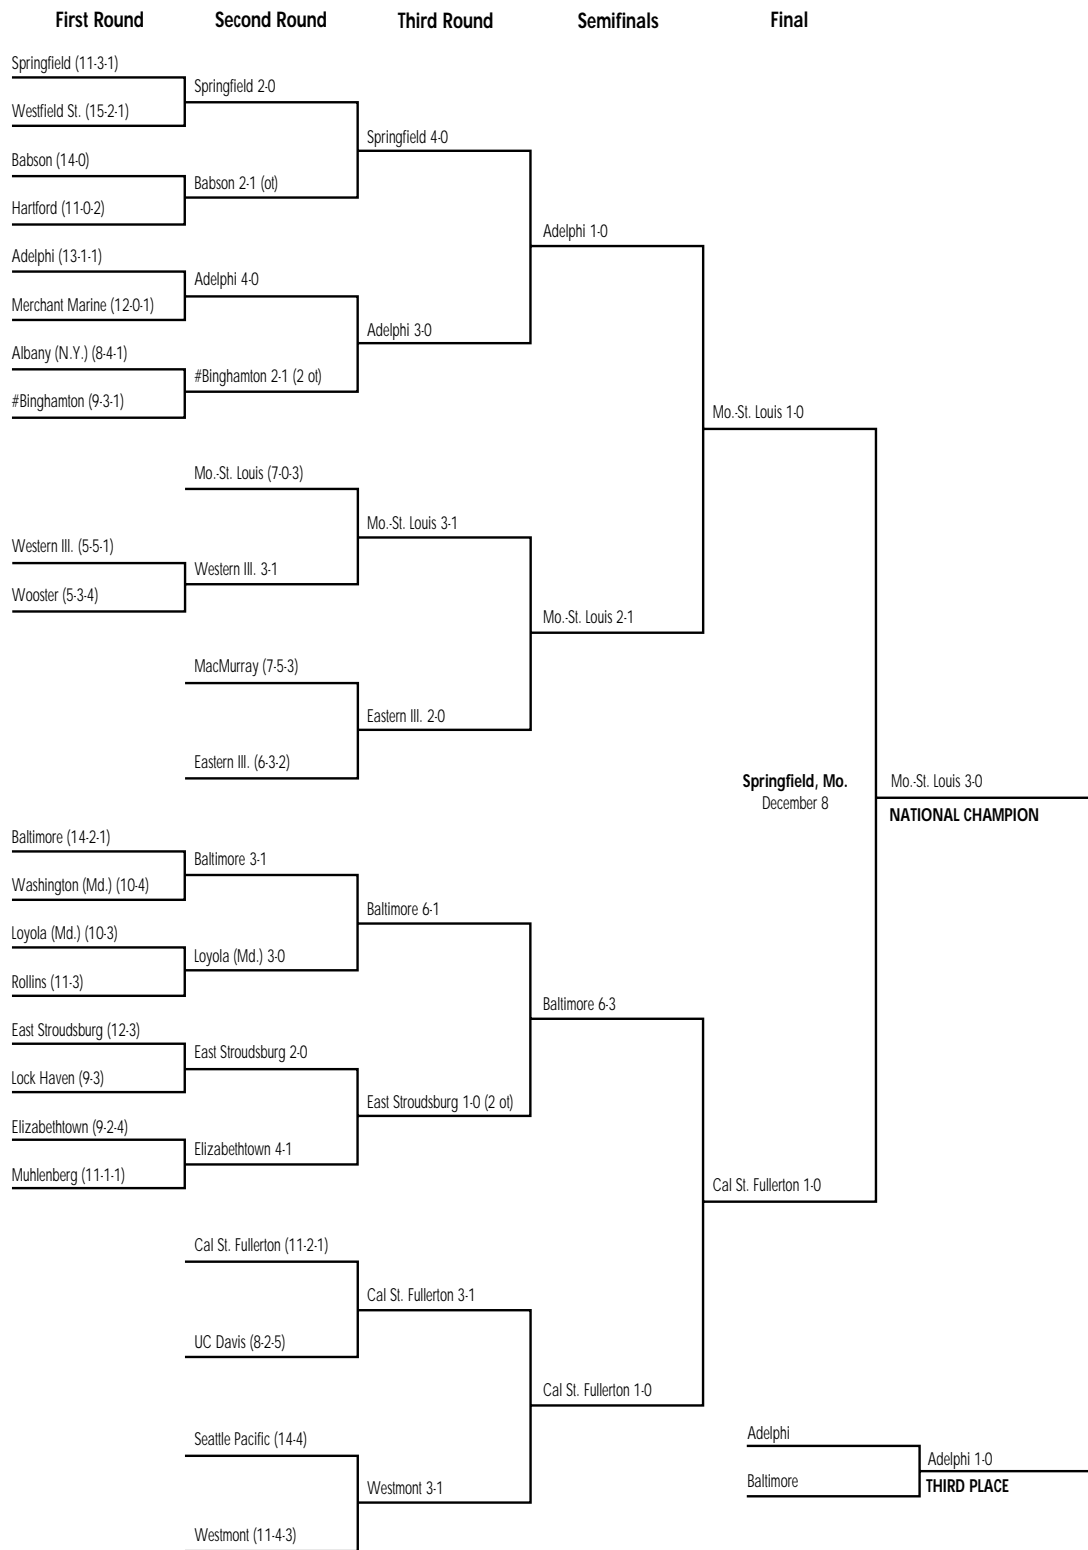 First Round Second Round Third Round Semifinals Final
Springfield (11-3-1)
Springfield 2-0
Westfield St. (15-2-1)
Springfield 4-0
Babson (14-0)
Babson 2-1 (ot)
Hartford (11-0-2)
Adelphi 1-0
Adelphi (13-1-1)
Adelphi 4-0
Merchant Marine (12-0-1)
Adelphi 3-0
Albany (N.Y.) (8-4-1)
#Binghamton 2-1 (2 ot)
#Binghamton (9-3-1)
Mo.-St. Louis 1-0
Mo.-St. Louis (7-0-3)
Mo.-St. Louis 3-1
Western Ill. (5-5-1)
Western Ill. 3-1
Wooster (5-3-4)
Mo.-St. Louis 2-1
MacMurray (7-5-3)
Eastern Ill. 2-0
Eastern Ill. (6-3-2)
Springfield, Mo.
December 8
Mo.-St. Louis 3-0
NATIONAL CHAMPION
Baltimore (14-2-1)
Baltimore 3-1
Washington (Md.) (10-4)
Baltimore 6-1
Loyola (Md.) (10-3)
Loyola (Md.) 3-0
Rollins (11-3)
Baltimore 6-3
East Stroudsburg (12-3)
East Stroudsburg 2-0
Lock Haven (9-3)
East Stroudsburg 1-0 (2 ot)
Elizabethtown (9-2-4)
Elizabethtown 4-1
Muhlenberg (11-1-1)
Cal St. Fullerton 1-0
Cal St. Fullerton (11-2-1)
Cal St. Fullerton 3-1
UC Davis (8-2-5)
Cal St. Fullerton 1-0
Seattle Pacific (14-4)
Westmont 3-1
Westmont (11-4-3)
Adelphi
Adelphi 1-0
Baltimore
THIRD PLACE